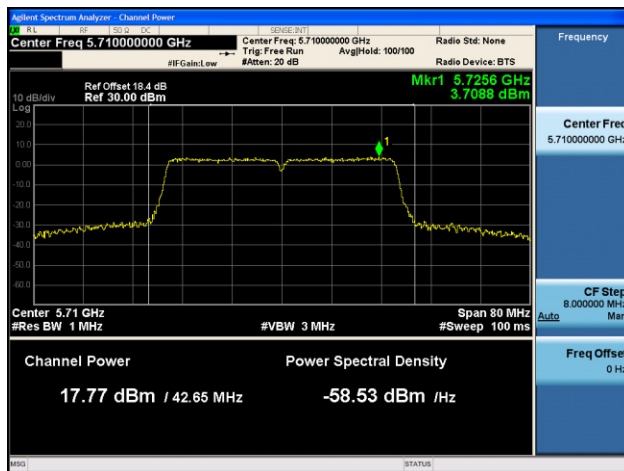 Agilent Spectrum Analyzer - Channel Power
RL RF 50 Ω DC SENSE:INT
Center Freq 5.710000000 GHz
Center Freq: 5.710000000 GHz
Radio Std: None
Trig: Free Run Avg|Hold: 100/100
#IFGain:Low #Atten: 20 dB Radio Device: BTS
Frequency
Ref Offset 18.4 dB
Mkr1 5.7256 GHz
10 dB/div Ref 30.00 dBm 3.7088 dBm
Log
20.0
10.0
0.00
-10.0
-20.0
-30.0
-40.0
-50.0
-60.0
1
Center 5.71 GHz Span 80 MHz
#Res BW 1 MHz #VBW 3 MHz #Sweep 100 ms
Channel Power Power Spectral Density
17.77 dBm / 42.65 MHz -58.53 dBm /Hz
Center Freq
5.710000000 GHz
CF Step
8.000000 MHz
Auto Man
Freq Offset
0 Hz
MSG STATUS